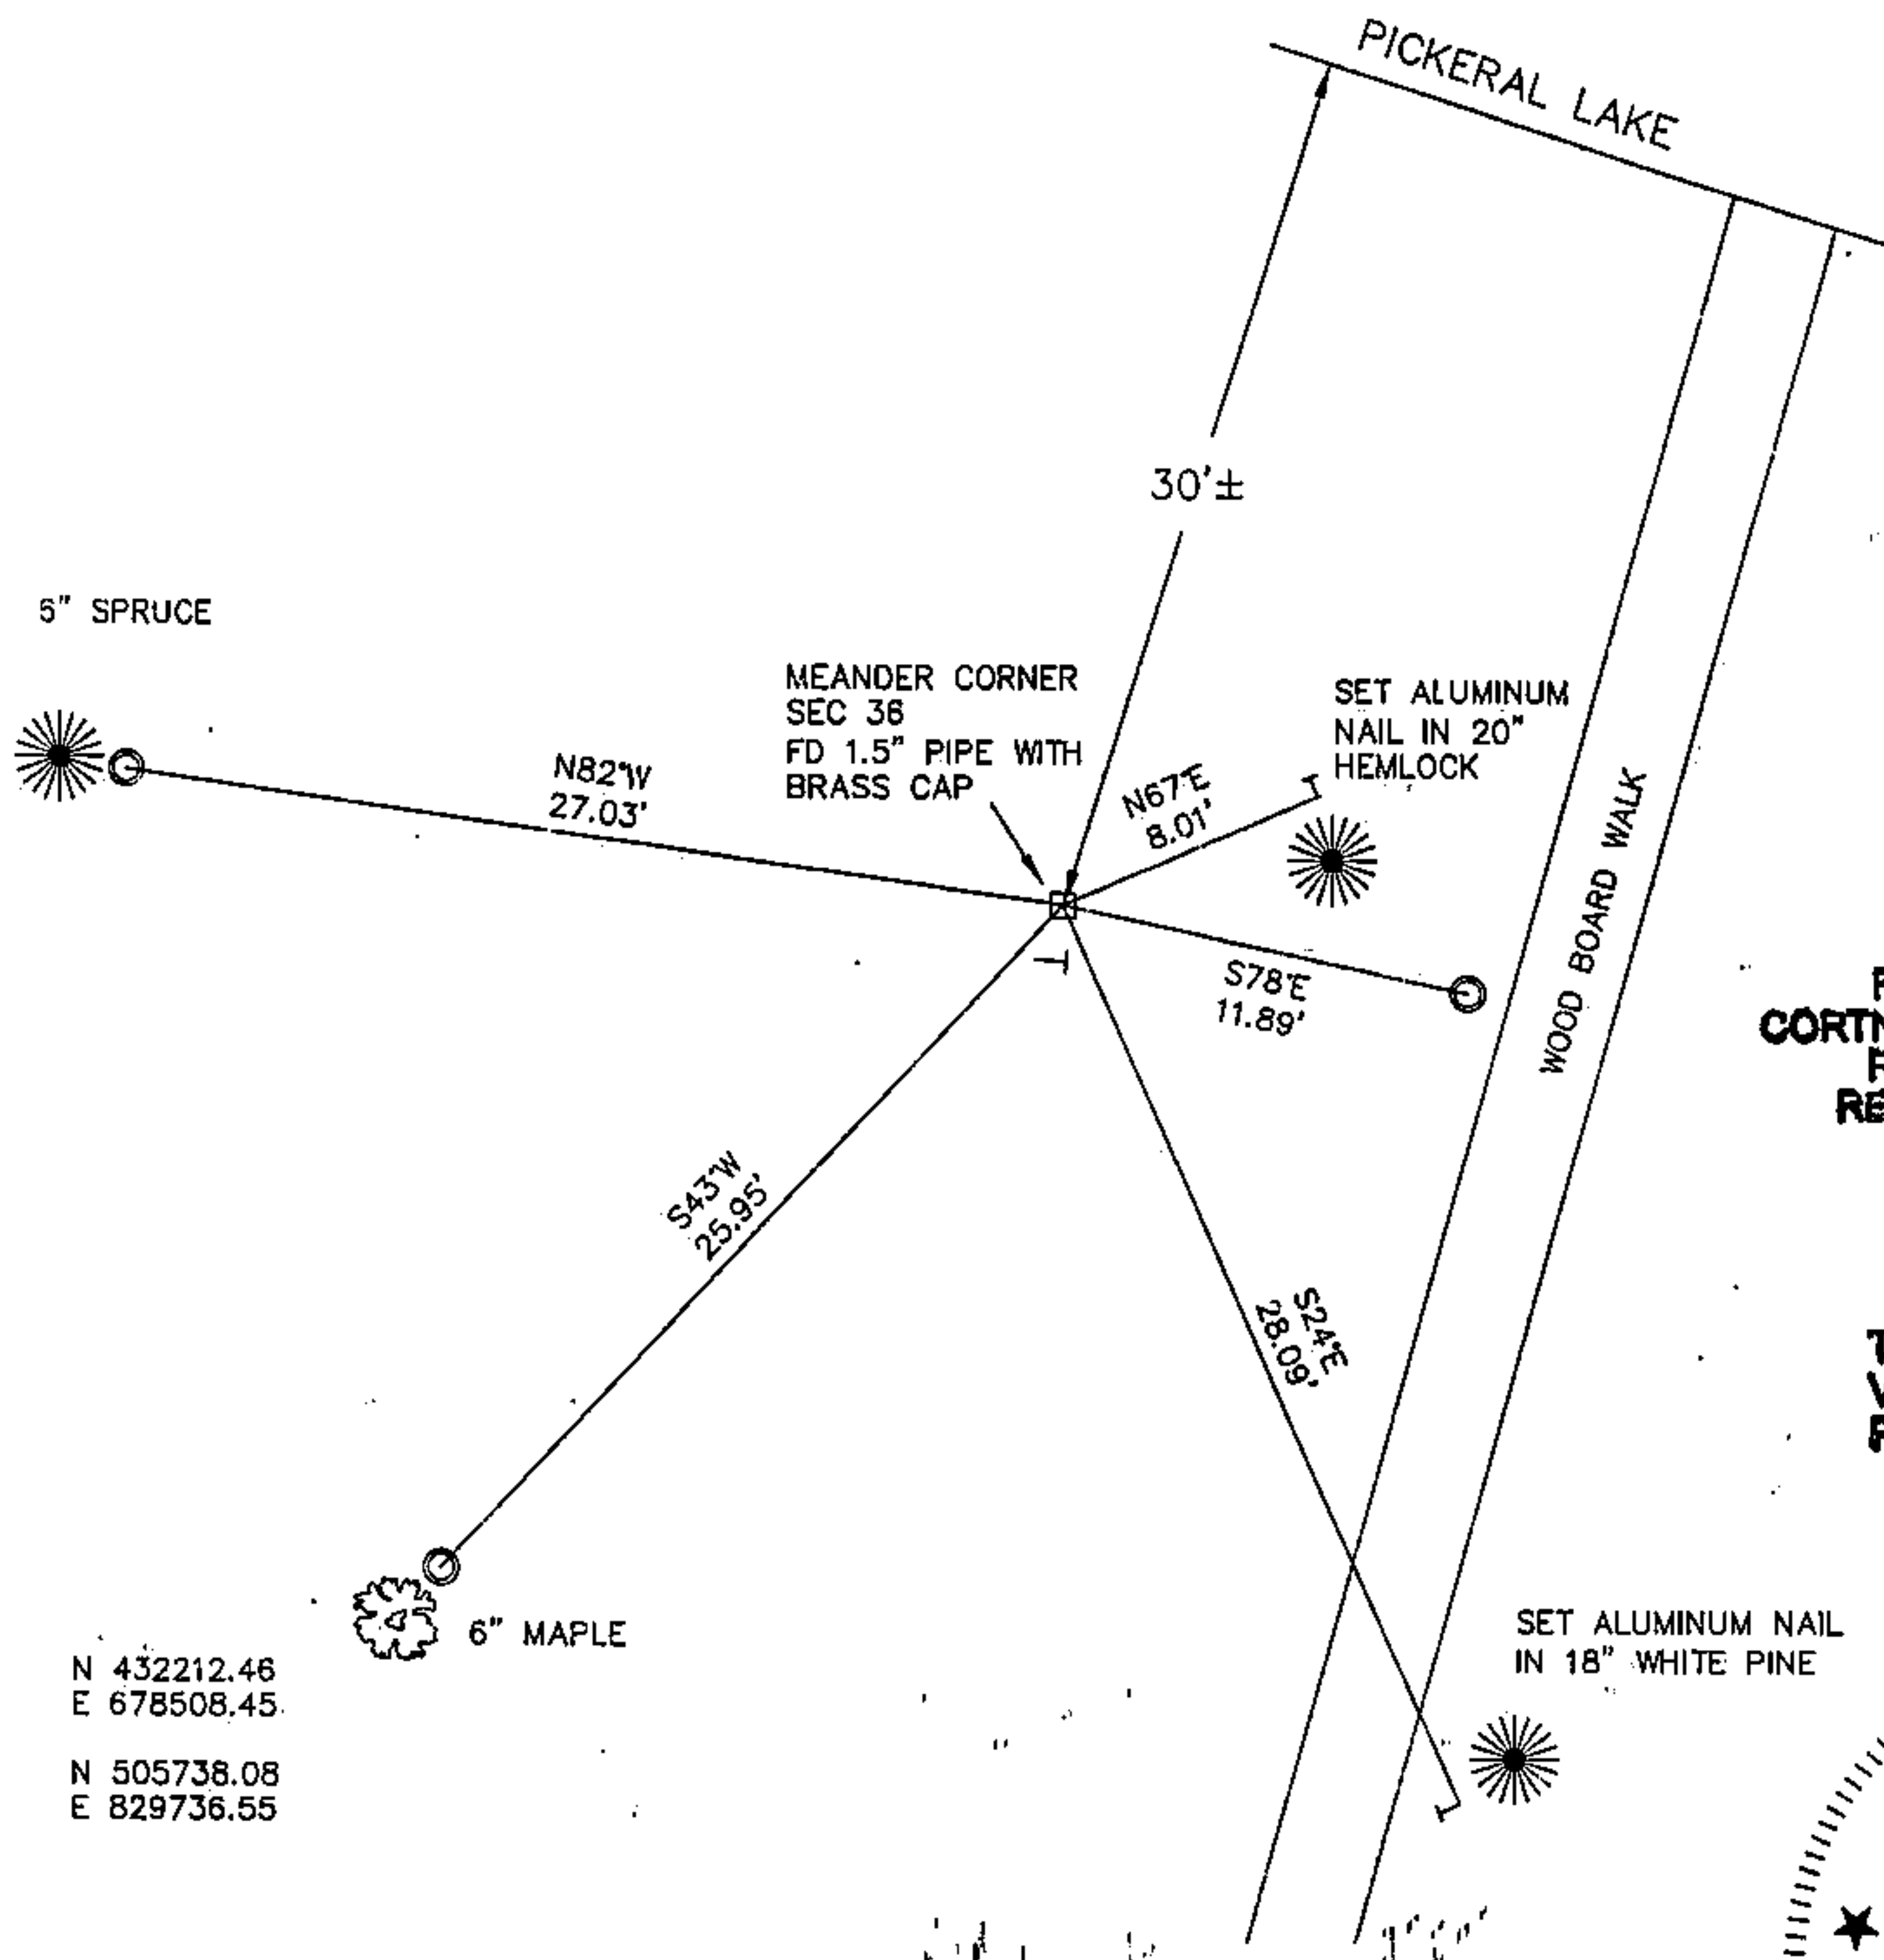 PICKERAL LAKE
30'±
5" SPRUCE
MEANDER CORNER
SEC 36
FD 1.5" PIPE WITH
BRASS CAP
SET ALUMINUM
NAIL IN 20"
HEMLOCK
N82°W
27.03'
N67°E
8.01'
S78°E
11.89'
WOOD BOARD WALK
S43°W
25.95'
S24°E
28.09'
6" MAPLE
SET ALUMINUM NAIL
IN 18" WHITE PINE
N 432212.46
E 678508.45
N 505738.08
E 829736.55